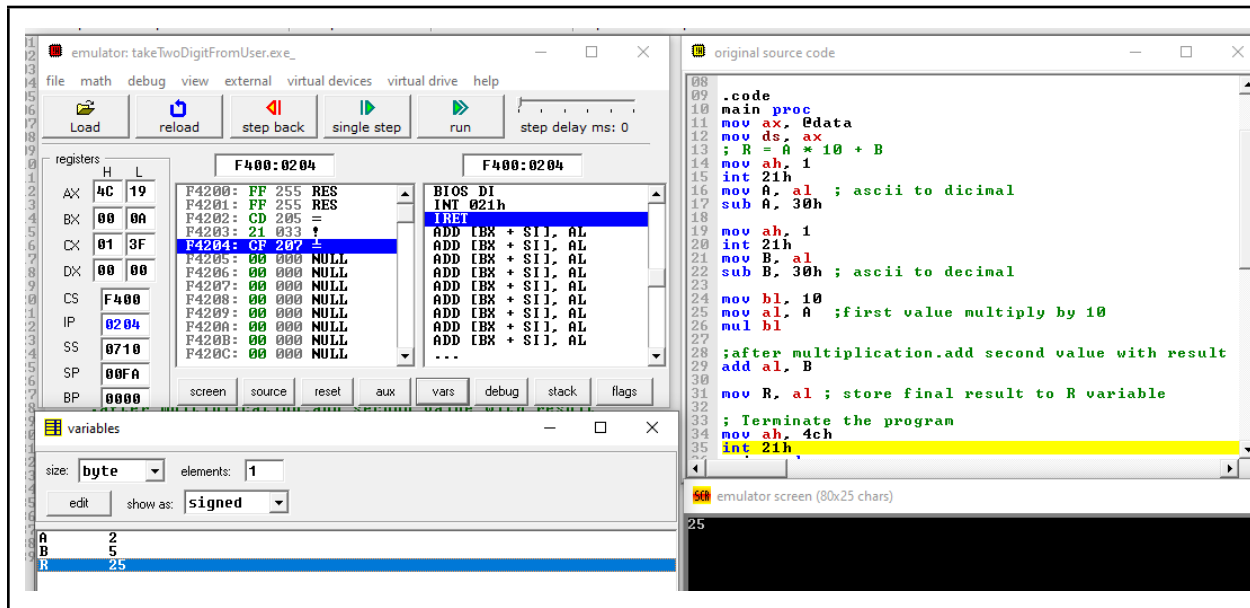 emulator: takeTwoDigitFromUser.exe_
file math debug view external virtual devices virtual drive help
Load reload step back single step run step delay ms: 0
registers
H L
F400:0204 F400:0204
AX 4C 19
BX 00 0A
CX 01 3F
DX 00 00
CS F400
IP 0204
SS 0710
SP 00FA
BP 0000
F4200: FF 255 RES
F4201: FF 255 RES
F4202: CD 205 =
F4203: 21 033 !
F4204: CF 207 ╧
F4205: 00 000 NULL
F4206: 00 000 NULL
F4207: 00 000 NULL
F4208: 00 000 NULL
F4209: 00 000 NULL
F420A: 00 000 NULL
F420B: 00 000 NULL
F420C: 00 000 NULL
BIOS DI
INT 021h
IRET
ADD [BX + SI], AL
ADD [BX + SI], AL
ADD [BX + SI], AL
ADD [BX + SI], AL
ADD [BX + SI], AL
ADD [BX + SI], AL
ADD [BX + SI], AL
ADD [BX + SI], AL
ADD [BX + SI], AL
...
screen source reset aux vars debug stack flags
;after multiplication.add second value with result
variables
size: byte elements: 1
edit show as: signed
A 2
B 5
R 25
original source code
08
09 .code
10 main proc
11 mov ax, @data
12 mov ds, ax
13 ; R = A * 10 + B
14 mov ah, 1
15 int 21h
16 mov A, al ; ascii to dicimal
17 sub A, 30h
18
19 mov ah, 1
20 int 21h
21 mov B, al
22 sub B, 30h ; ascii to decimal
23
24 mov bl, 10
25 mov al, A ;first value multiply by 10
26 mul bl
27
28 ;after multiplication.add second value with result
29 add al, B
30
31 mov R, al ; store final result to R variable
32
33 ; Terminate the program
34 mov ah, 4ch
35 int 21h
emulator screen (80x25 chars)
25